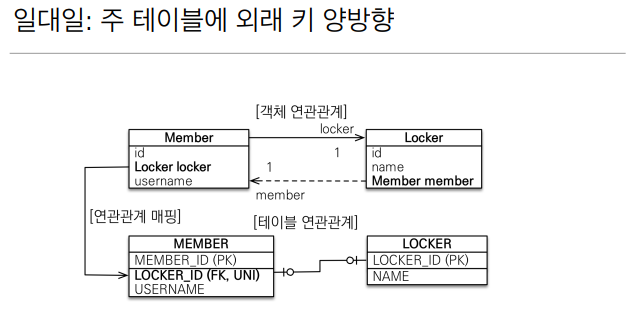 일대일: 주 테이블에 외래 키 양방향
[객체 연관관계]
Member
id
Locker locker
username
locker
1
1
member
Locker
id
name
Member member
[연관관계 매핑]
[테이블 연관관계]
MEMBER
MEMBER_ID (PK)
LOCKER_ID (FK, UNI)
USERNAME
LOCKER
LOCKER_ID (PK)
NAME